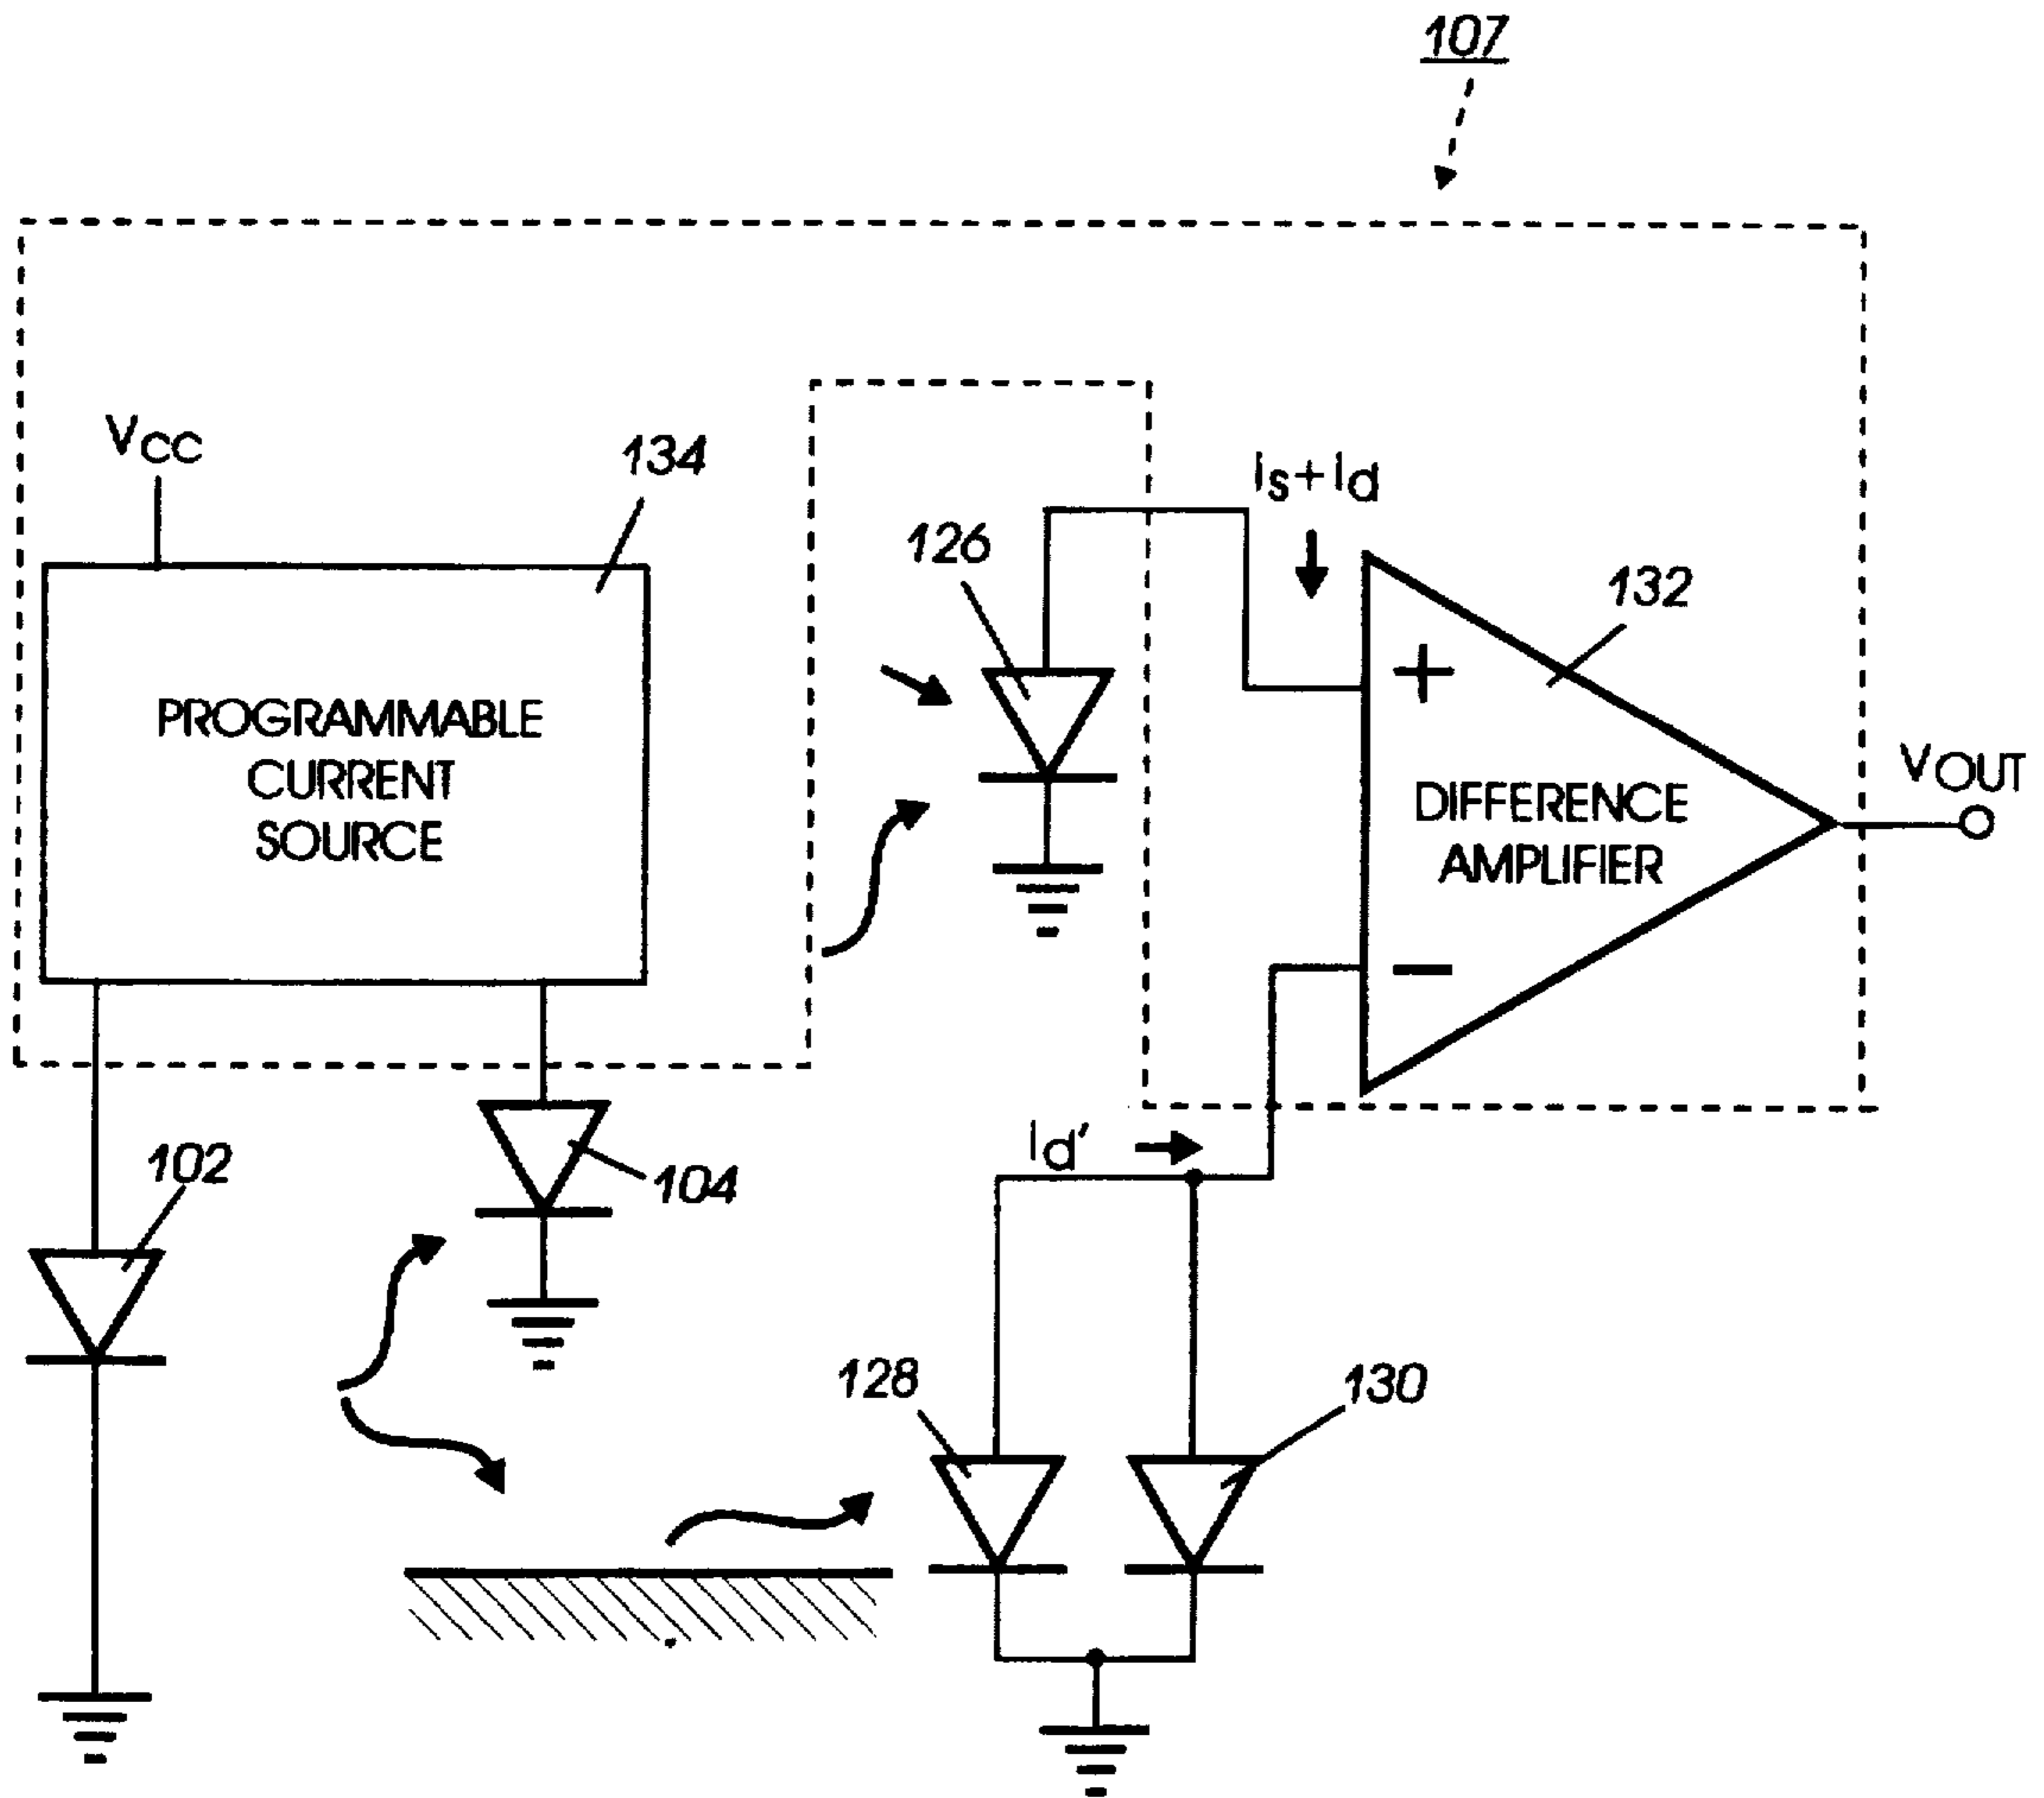 107
VCC
134
Is+Id
126
132
PROGRAMMABLE
CURRENT
SOURCE
+
DIFFERENCE
AMPLIFIER
VOUT
−
Id'
102
104
128
130